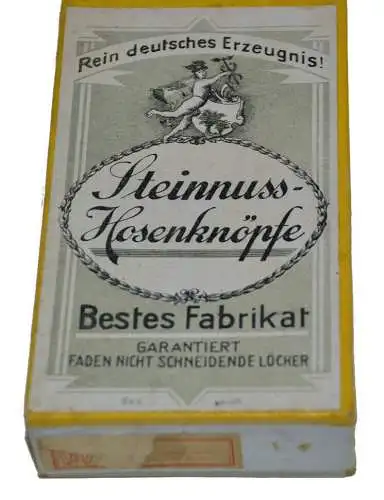 Rein deutsches Erzeugnis!
Steinnuss-
Hosenknöpfe
Bestes Fabrikat
GARANTIERT
FADEN NICHT SCHNEIDENDE LÖCHER